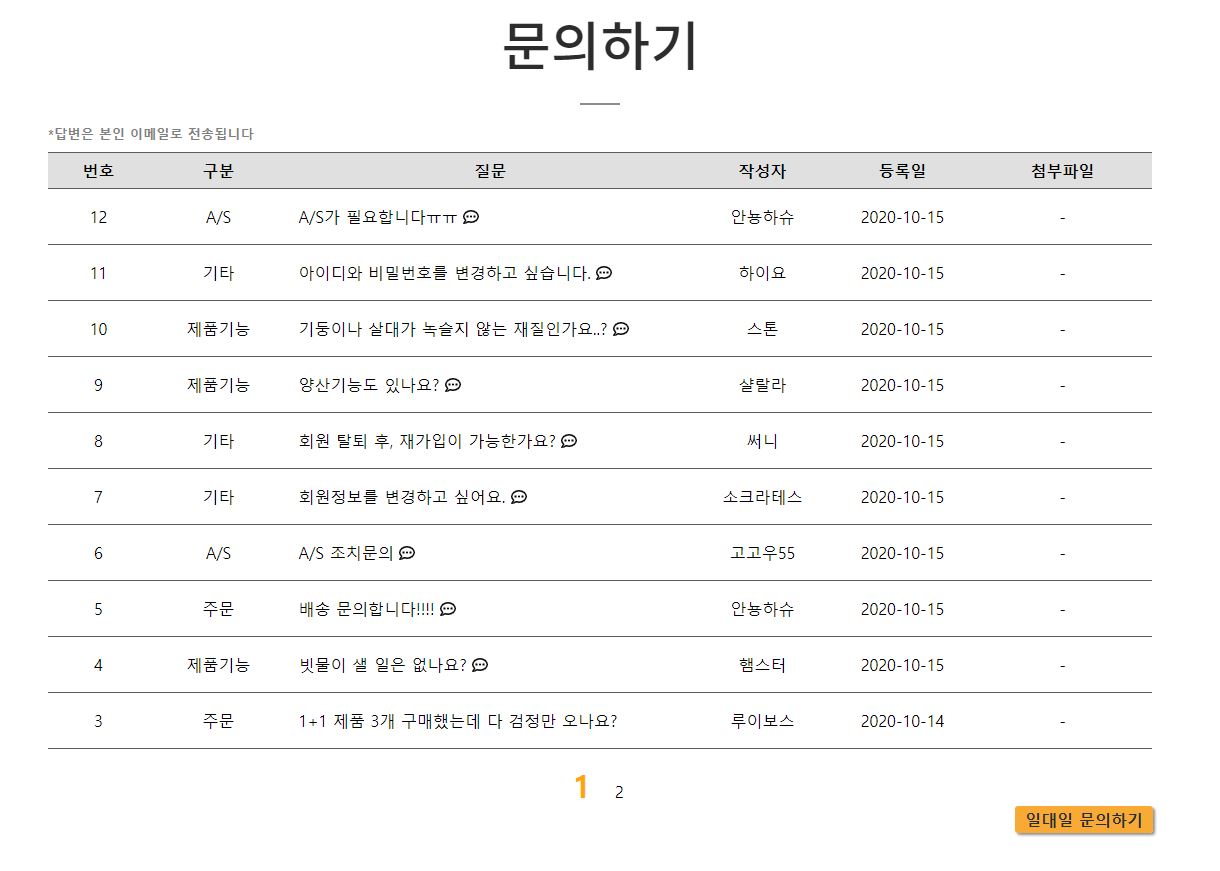 문의하기
*답변은 본인 이메일로 전송됩니다
번호 구분 질문 작성자 등록일 첨부파일
12 A/S A/S가 필요합니다ㅠㅠ 안뇽하슈 2020-10-15 -
11 기타 아이디와 비밀번호를 변경하고 싶습니다. 하이요 2020-10-15 -
10 제품기능 기둥이나 살대가 녹슬지 않는 재질인가요..? 스톤 2020-10-15 -
9 제품기능 양산기능도 있나요? 샬랄라 2020-10-15 -
8 기타 회원 탈퇴 후, 재가입이 가능한가요? 써니 2020-10-15 -
7 기타 회원정보를 변경하고 싶어요. 소크라테스 2020-10-15 -
6 A/S A/S 조치문의 고고우55 2020-10-15 -
5 주문 배송 문의합니다!!!! 안뇽하슈 2020-10-15 -
4 제품기능 빗물이 샐 일은 없나요? 햄스터 2020-10-15 -
3 주문 1+1 제품 3개 구매했는데 다 검정만 오나요? 루이보스 2020-10-14 -
1 2
일대일 문의하기